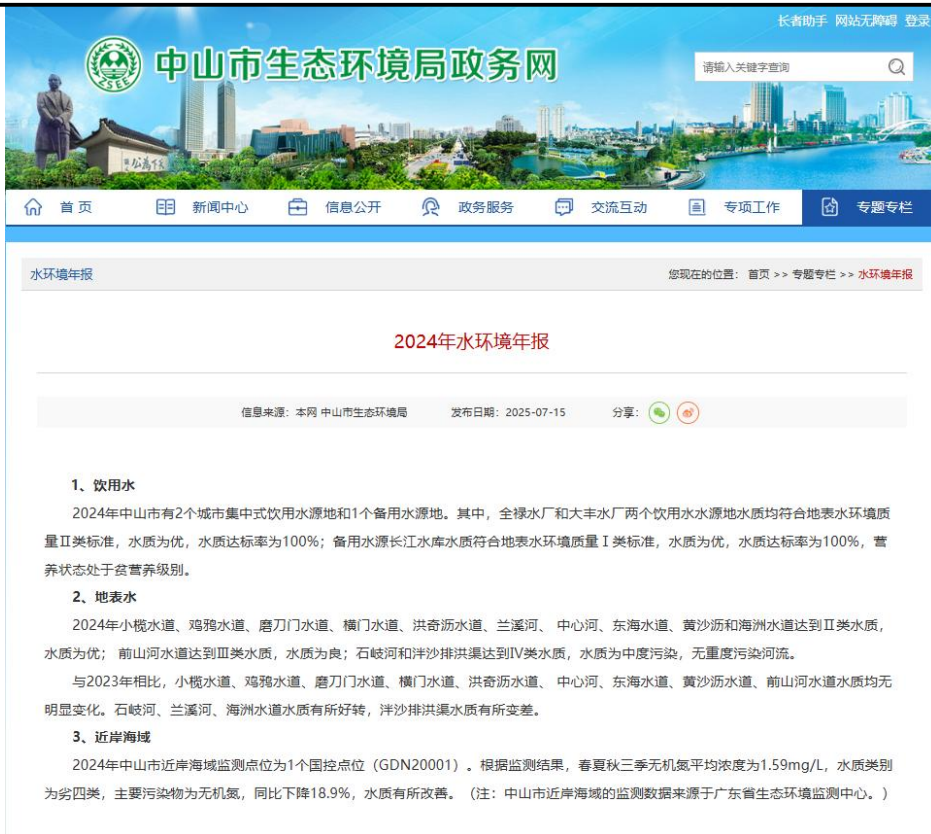 长者助手 网站无障碍 登录
中山市生态环境局政务网
ZSEE
请输入关键字查询
天下为公
首页 新闻中心 信息公开 政务服务 交流互动 专项工作 专题专栏
水环境年报 您现在的位置： 首页 >> 专题专栏 >> 水环境年报
2024年水环境年报
信息来源：本网 中山市生态环境局 发布日期：2025-07-15 分享：
1、饮用水
2024年中山市有2个城市集中式饮用水源地和1个备用水源地。其中，全禄水厂和大丰水厂两个饮用水水源地水质均符合地表水环境质
量Ⅱ类标准，水质为优，水质达标率为100%；备用水源长江水库水质符合地表水环境质量Ⅰ类标准，水质为优，水质达标率为100%，营
养状态处于贫营养级别。
2、地表水
2024年小榄水道、鸡鸦水道、磨刀门水道、横门水道、洪奇沥水道、兰溪河、 中心河、东海水道、黄沙沥和海洲水道达到Ⅱ类水质，
水质为优； 前山河水道达到Ⅲ类水质，水质为良；石岐河和泮沙排洪渠达到Ⅳ类水质，水质为中度污染，无重度污染河流。
与2023年相比，小榄水道、鸡鸦水道、磨刀门水道、横门水道、洪奇沥水道、 中心河、东海水道、黄沙沥水道、前山河水道水质均无
明显变化。石岐河、兰溪河、海洲水道水质有所好转，泮沙排洪渠水质有所变差。
3、近岸海域
2024年中山市近岸海域监测点位为1个国控点位（GDN20001）。根据监测结果，春夏秋三季无机氮平均浓度为1.59mg/L，水质类别
为劣四类，主要污染物为无机氮，同比下降18.9%，水质有所改善。（注：中山市近岸海域的监测数据来源于广东省生态环境监测中心。）